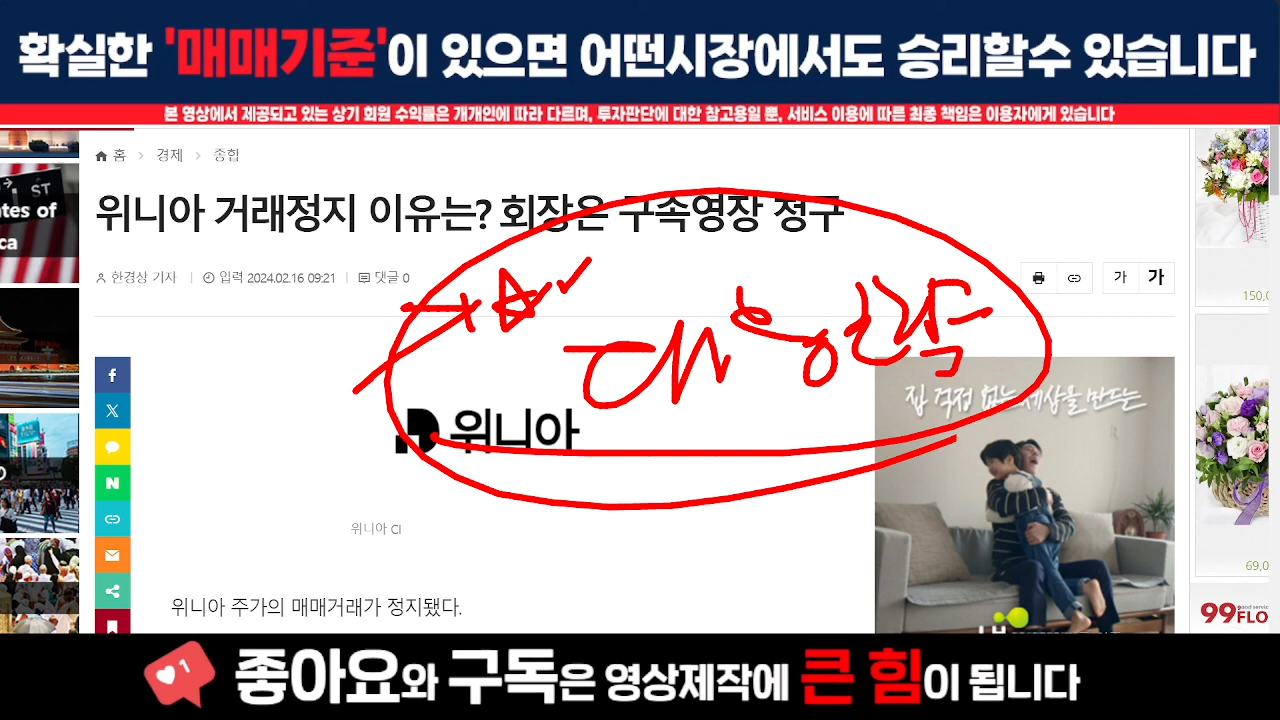 확실한 '매매기준'이 있으면 어떤시장에서도 승리할수 있습니다
본 영상에서 제공되고 있는 상기 회원 수익률은 개개인에 따라 다르며, 투자판단에 대한 참고용일 뿐, 서비스 이용에 따른 최종 책임은 이용자에게 있습니다
홈 > 경제 > 종합
ST
ates of
ca
위니아 거래정지 이유는? 회장은 구속영장 청구
한경상 기자 | 입력 2024.02.16 09:21 | 댓글 0
가 가
대유
집 걱정 없는 세상을 만드는
위니아
위니아 CI
위니아 주가의 매매거래가 정지됐다.
LH
150,0
69,0
99FLO
좋아요와 구독은 영상제작에 큰 힘이 됩니다